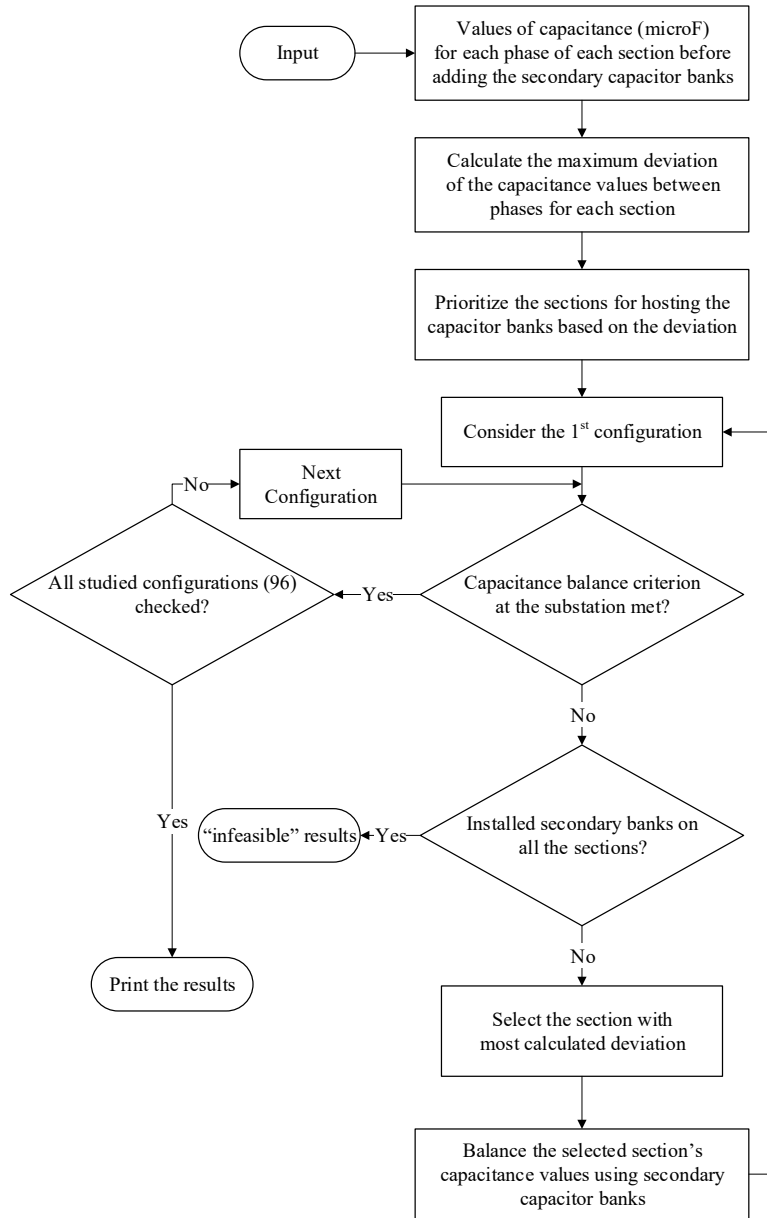 Input
Values of capacitance (microF)
for each phase of each section before
adding the secondary capacitor banks
Calculate the maximum deviation
of the capacitance values between
phases for each section
Prioritize the sections for hosting the
capacitor banks based on the deviation
Consider the 1st configuration
No
Next
Configuration
All studied configurations (96)
checked?
Yes
Capacitance balance criterion
at the substation met?
No
Yes
“infeasible” results
Yes
Installed secondary banks on
all the sections?
No
Print the results
Select the section with
most calculated deviation
Balance the selected section’s
capacitance values using secondary
capacitor banks